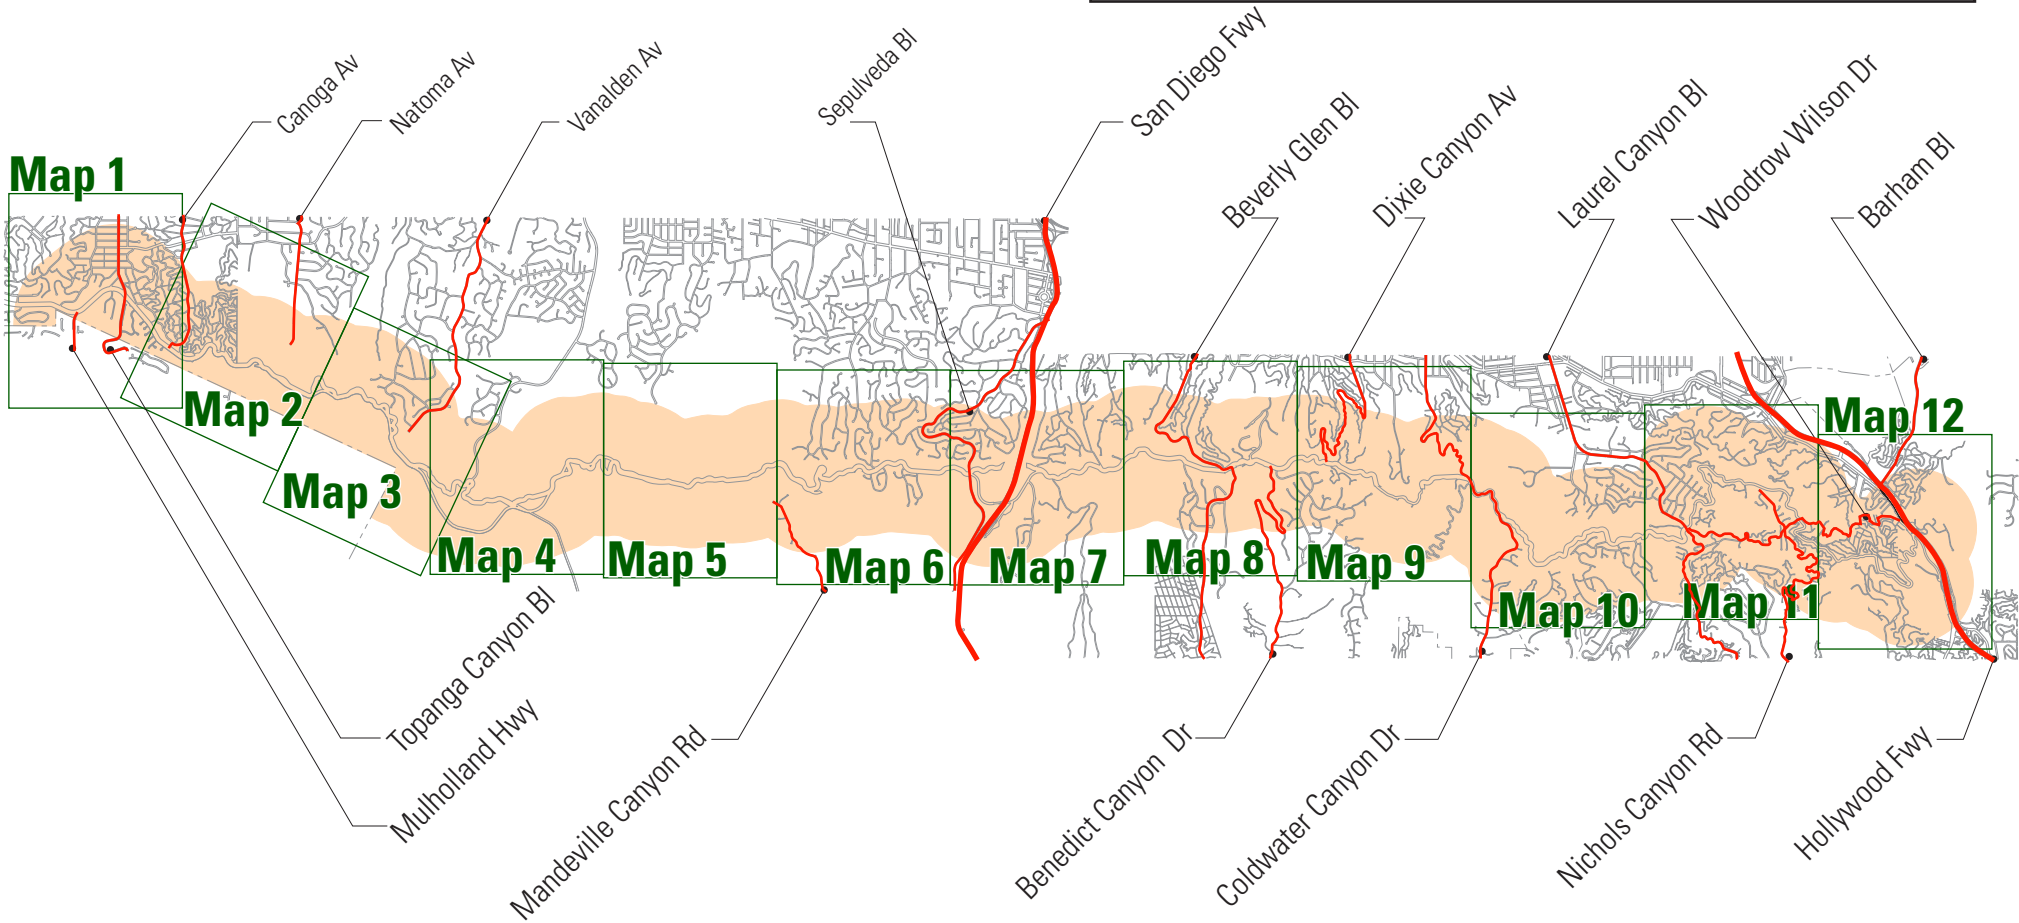 Canoga Av
Natoma Av
Vanalden Av
Sepulveda Bl
San Diego Fwy
Beverly Glen Bl
Dixie Canyon Av
Laurel Canyon Bl
Woodrow Wilson Dr
Barham Bl
Map 1
Map 2
Map 3
Map 4
Map 5
Map 6
Map 7
Map 8
Map 9
Map 10
Map 11
Map 12
Topanga Canyon Bl
Mulholland Hwy
Mandeville Canyon Rd
Benedict Canyon Dr
Coldwater Canyon Dr
Nichols Canyon Rd
Hollywood Fwy